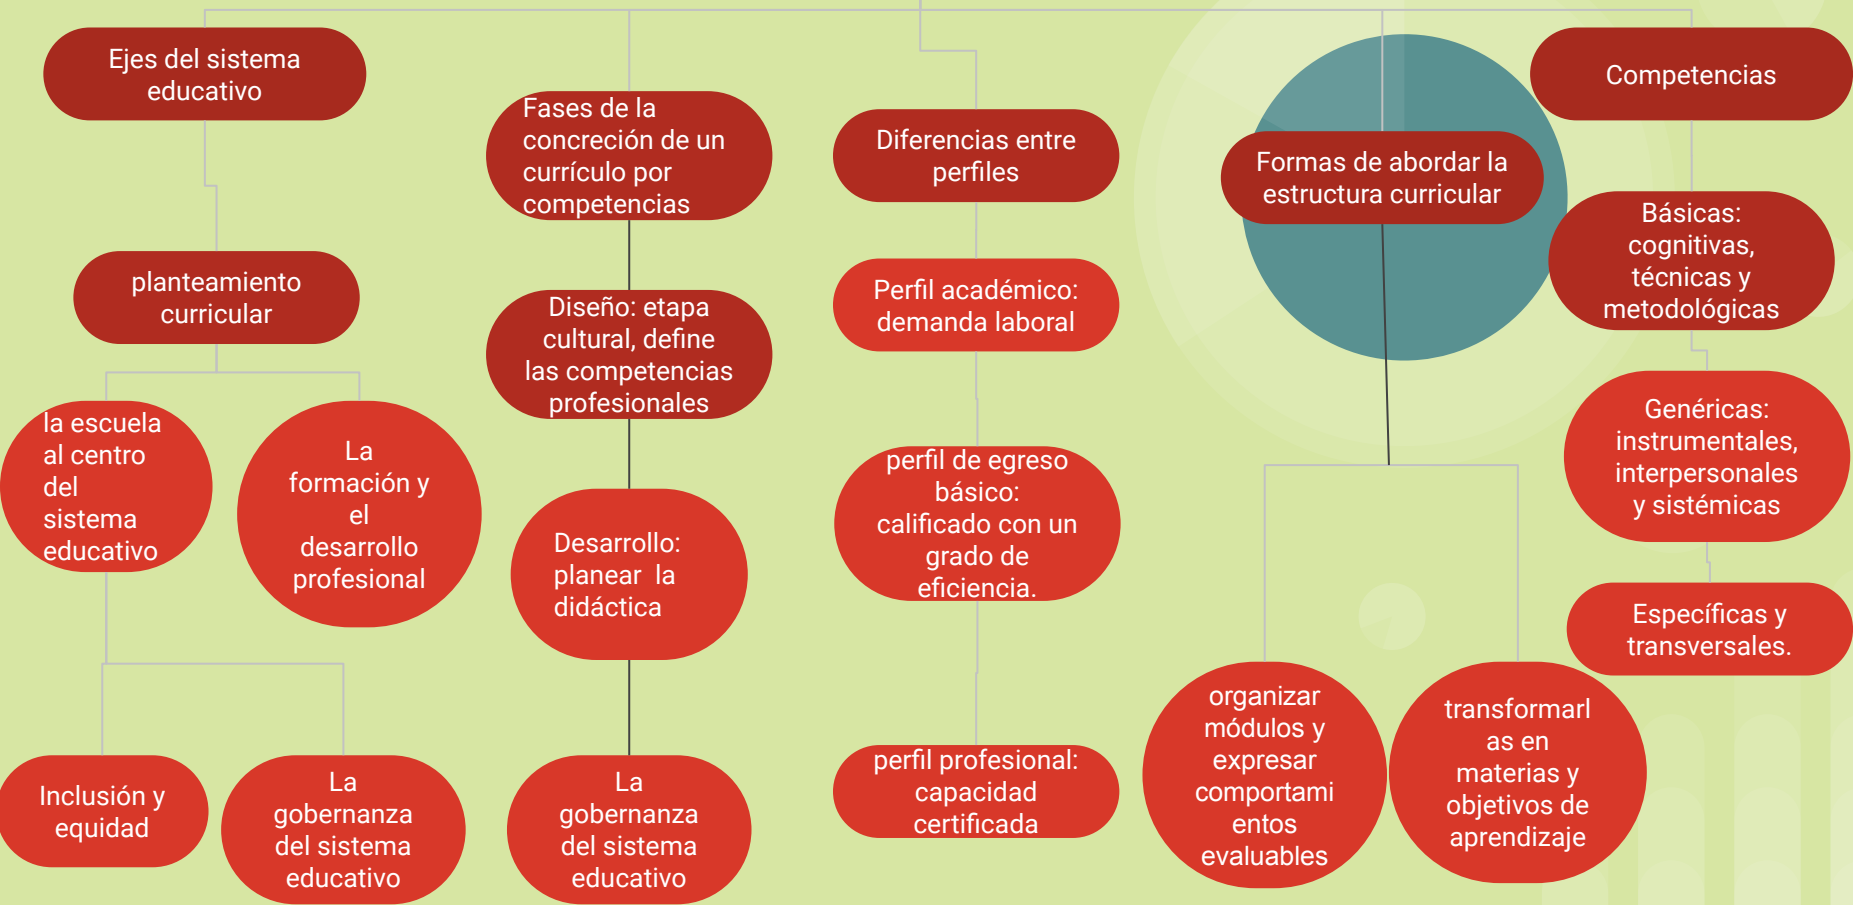 Ejes del sistema
educativo
planteamiento
curricular
la escuela
al centro
del
sistema
educativo
La
formación y
el
desarrollo
profesional
Inclusión y
equidad
La
gobernanza
del sistema
educativo
Fases de la
concreción de un
currículo por
competencias
Diseño: etapa
cultural, define
las competencias
profesionales
Desarrollo:
planear la
didáctica
La
gobernanza
del sistema
educativo
Diferencias entre
perfiles
Perfil académico:
demanda laboral
perfil de egreso
básico:
calificado con un
grado de
eficiencia.
perfil profesional:
capacidad
certificada
Formas de abordar la
estructura curricular
organizar
módulos y
expresar
comportami
entos
evaluables
transformarl
as en
materias y
objetivos de
aprendizaje
Competencias
Básicas:
cognitivas,
técnicas y
metodológicas
Genéricas:
instrumentales,
interpersonales
y sistémicas
Específicas y
transversales.